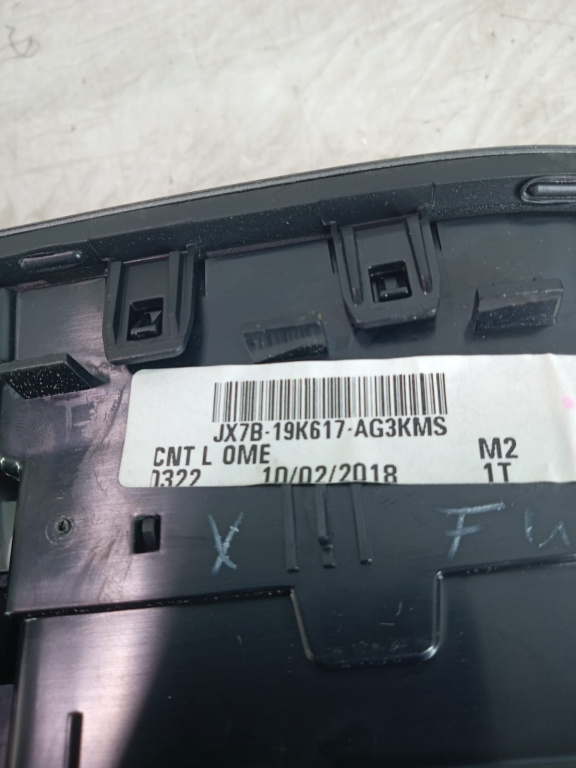 JX7B-19K617-AG3KMS
CNT L OME M2
0322 10/02/2018 1T
X F